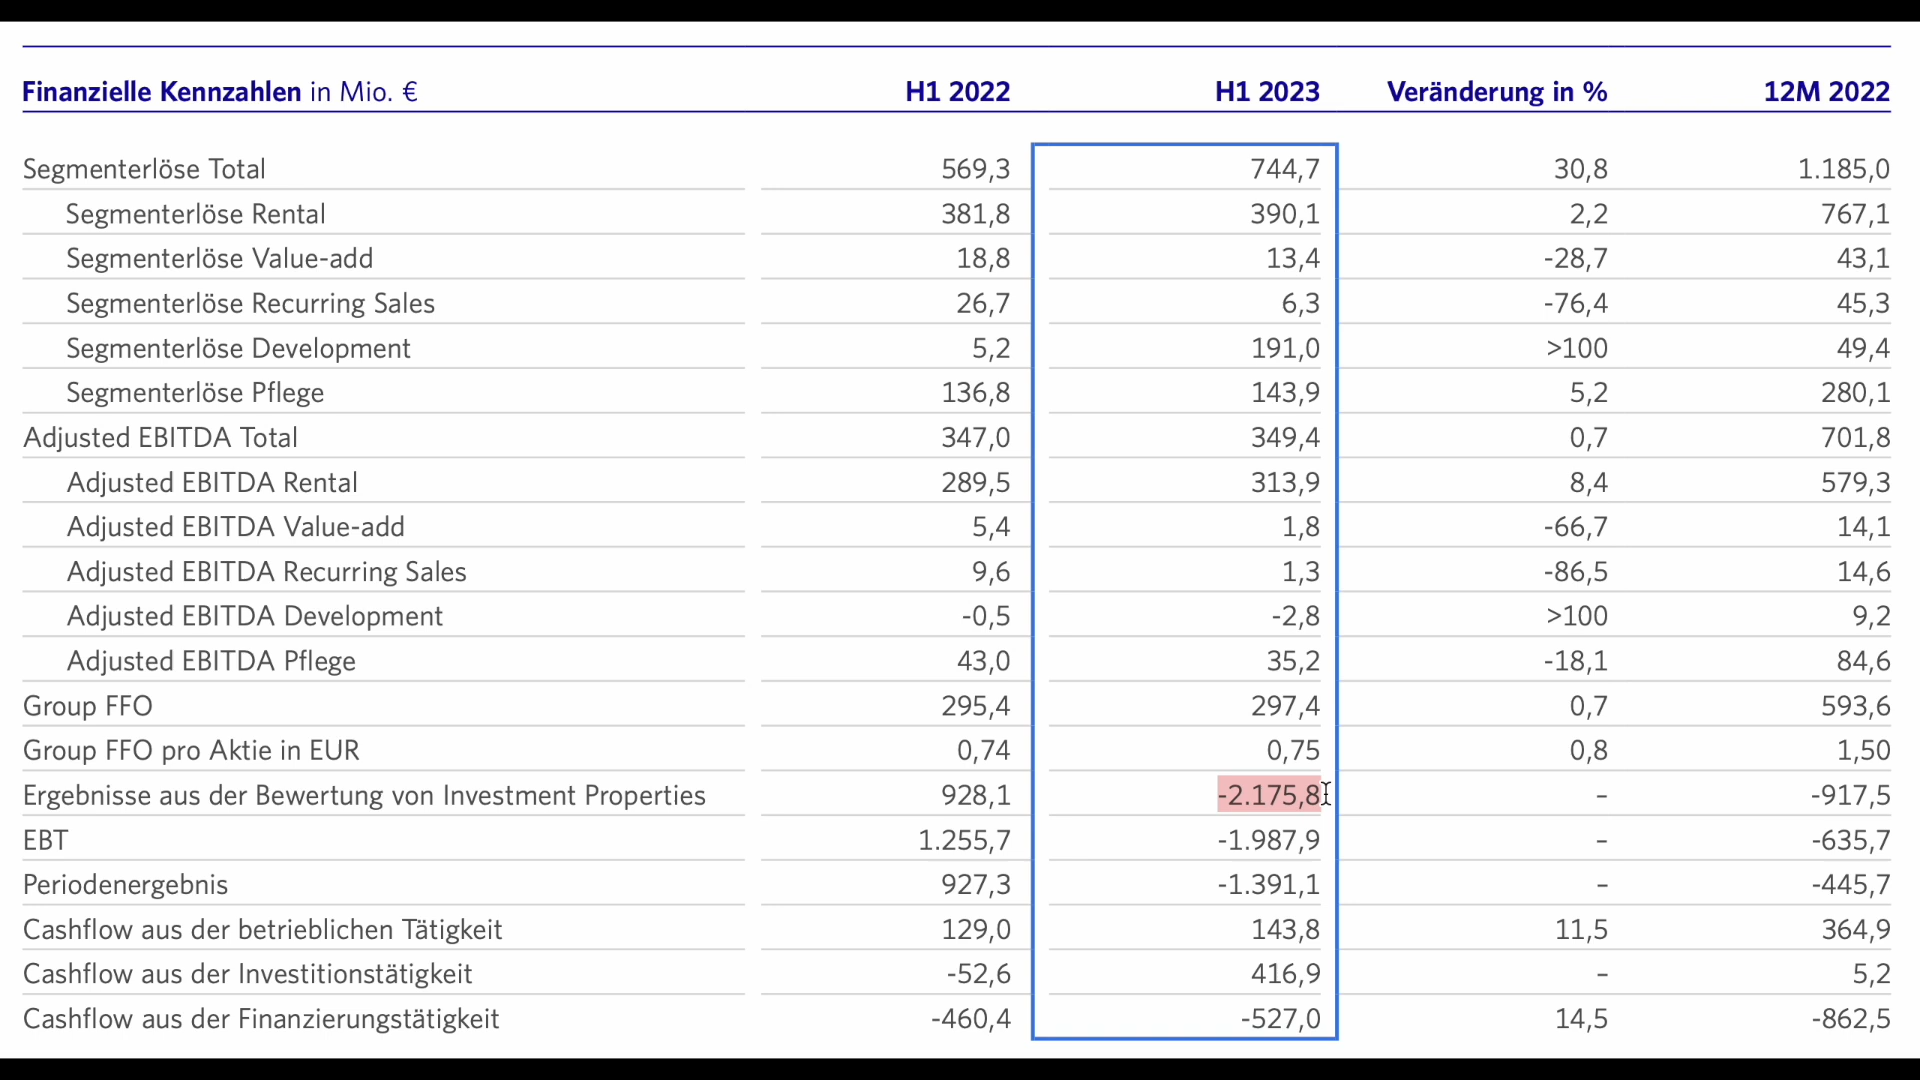 Finanzielle Kennzahlen in Mio. € H1 2022 H1 2023 Veränderung in % 12M 2022
Segmenterlöse Total 569,3 744,7 30,8 1.185,0
Segmenterlöse Rental 381,8 390,1 2,2 767,1
Segmenterlöse Value-add 18,8 13,4 -28,7 43,1
Segmenterlöse Recurring Sales 26,7 6,3 -76,4 45,3
Segmenterlöse Development 5,2 191,0 >100 49,4
Segmenterlöse Pflege 136,8 143,9 5,2 280,1
Adjusted EBITDA Total 347,0 349,4 0,7 701,8
Adjusted EBITDA Rental 289,5 313,9 8,4 579,3
Adjusted EBITDA Value-add 5,4 1,8 -66,7 14,1
Adjusted EBITDA Recurring Sales 9,6 1,3 -86,5 14,6
Adjusted EBITDA Development -0,5 -2,8 >100 9,2
Adjusted EBITDA Pflege 43,0 35,2 -18,1 84,6
Group FFO 295,4 297,4 0,7 593,6
Group FFO pro Aktie in EUR 0,74 0,75 0,8 1,50
Ergebnisse aus der Bewertung von Investment Properties 928,1 -2.175,8 – -917,5
EBT 1.255,7 -1.987,9 – -635,7
Periodenergebnis 927,3 -1.391,1 – -445,7
Cashflow aus der betrieblichen Tätigkeit 129,0 143,8 11,5 364,9
Cashflow aus der Investitionstätigkeit -52,6 416,9 – 5,2
Cashflow aus der Finanzierungstätigkeit -460,4 -527,0 14,5 -862,5